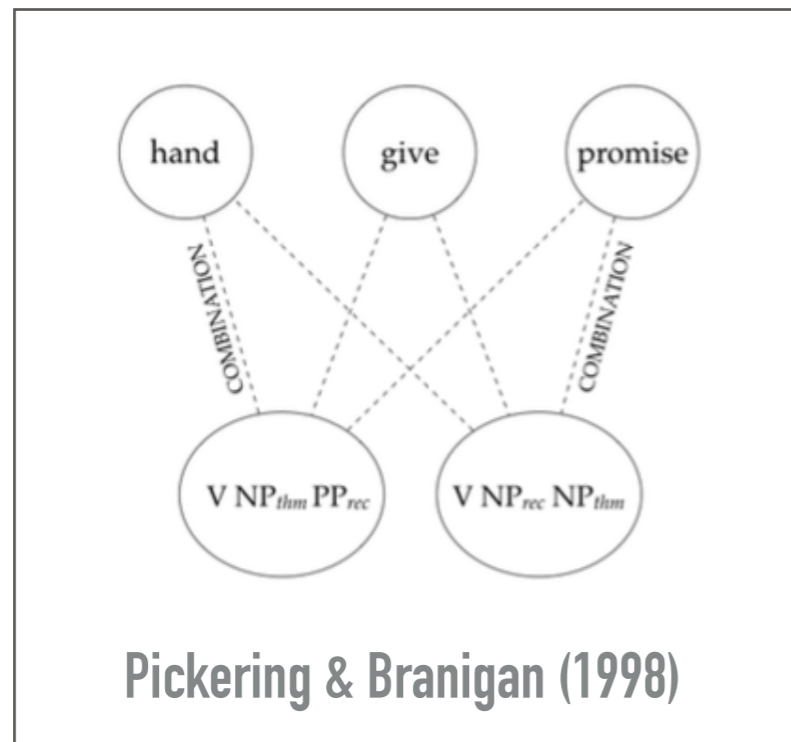 hand give promise
COMBINATION COMBINATION
V NPthm PPrec V NPrec NPthm
Pickering & Branigan (1998)